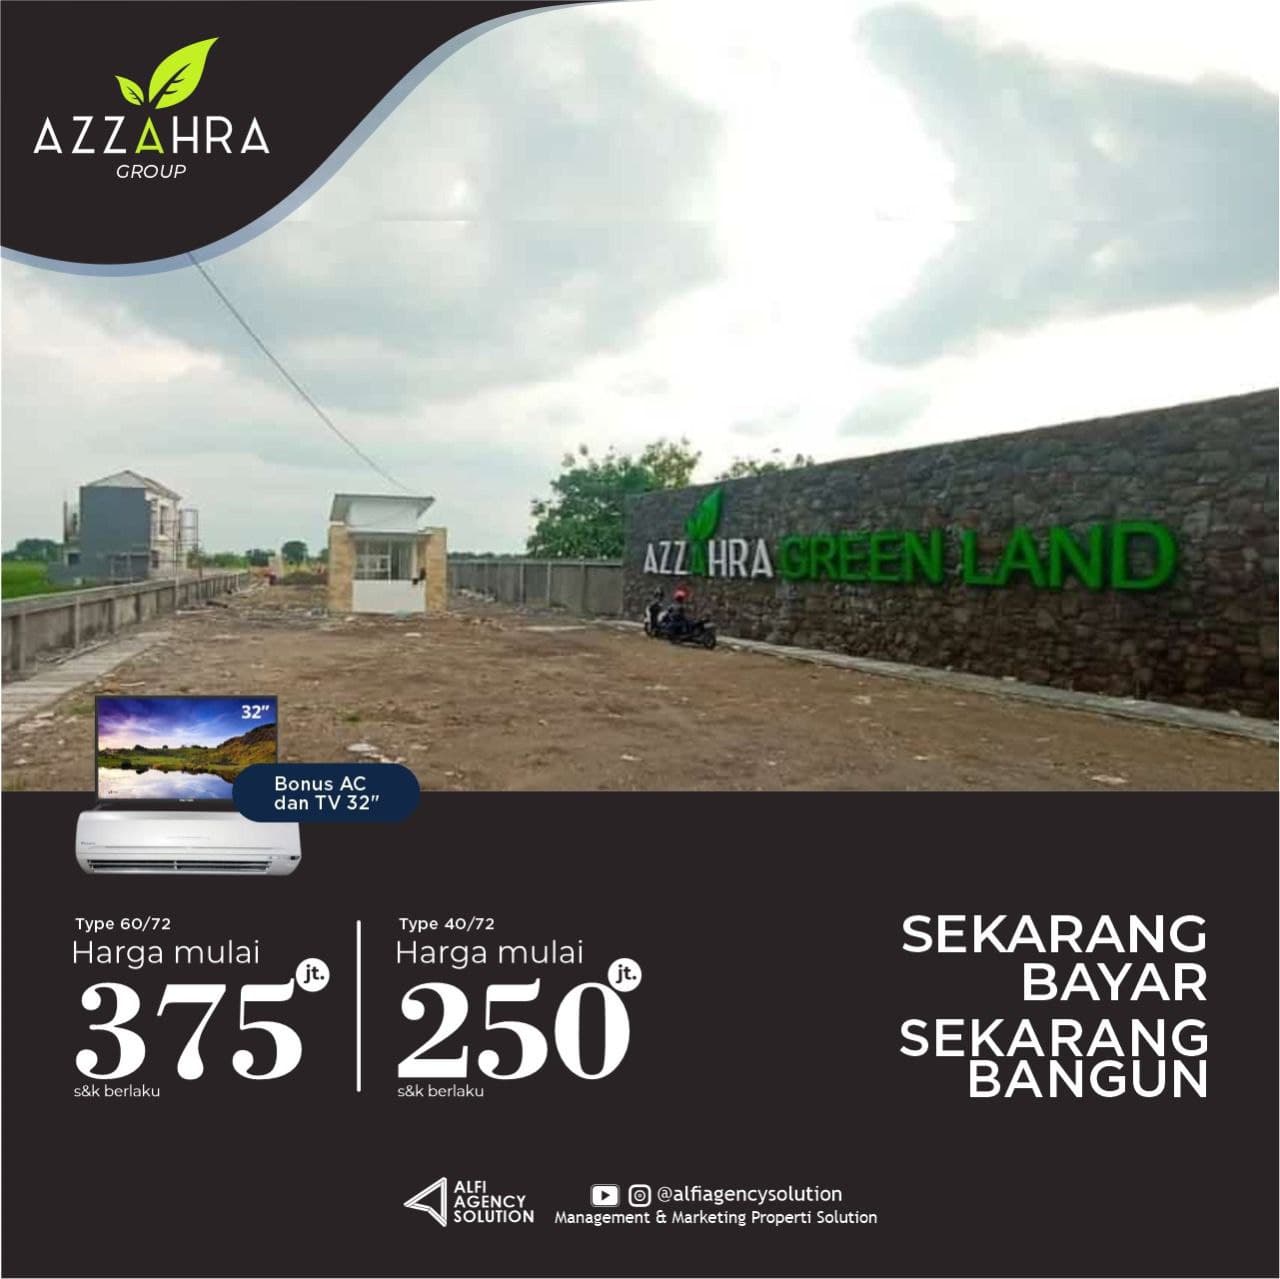 AZZAHRA
GROUP
AZZAHRA GREEN LAND
32"
Bonus AC
dan TV 32"
Type 60/72
Harga mulai
375 jt.
s&k berlaku
Type 40/72
Harga mulai
250 jt.
s&k berlaku
SEKARANG
BAYAR
SEKARANG
BANGUN
ALFI
AGENCY
SOLUTION
@alfiagencysolution
Management & Marketing Properti Solution